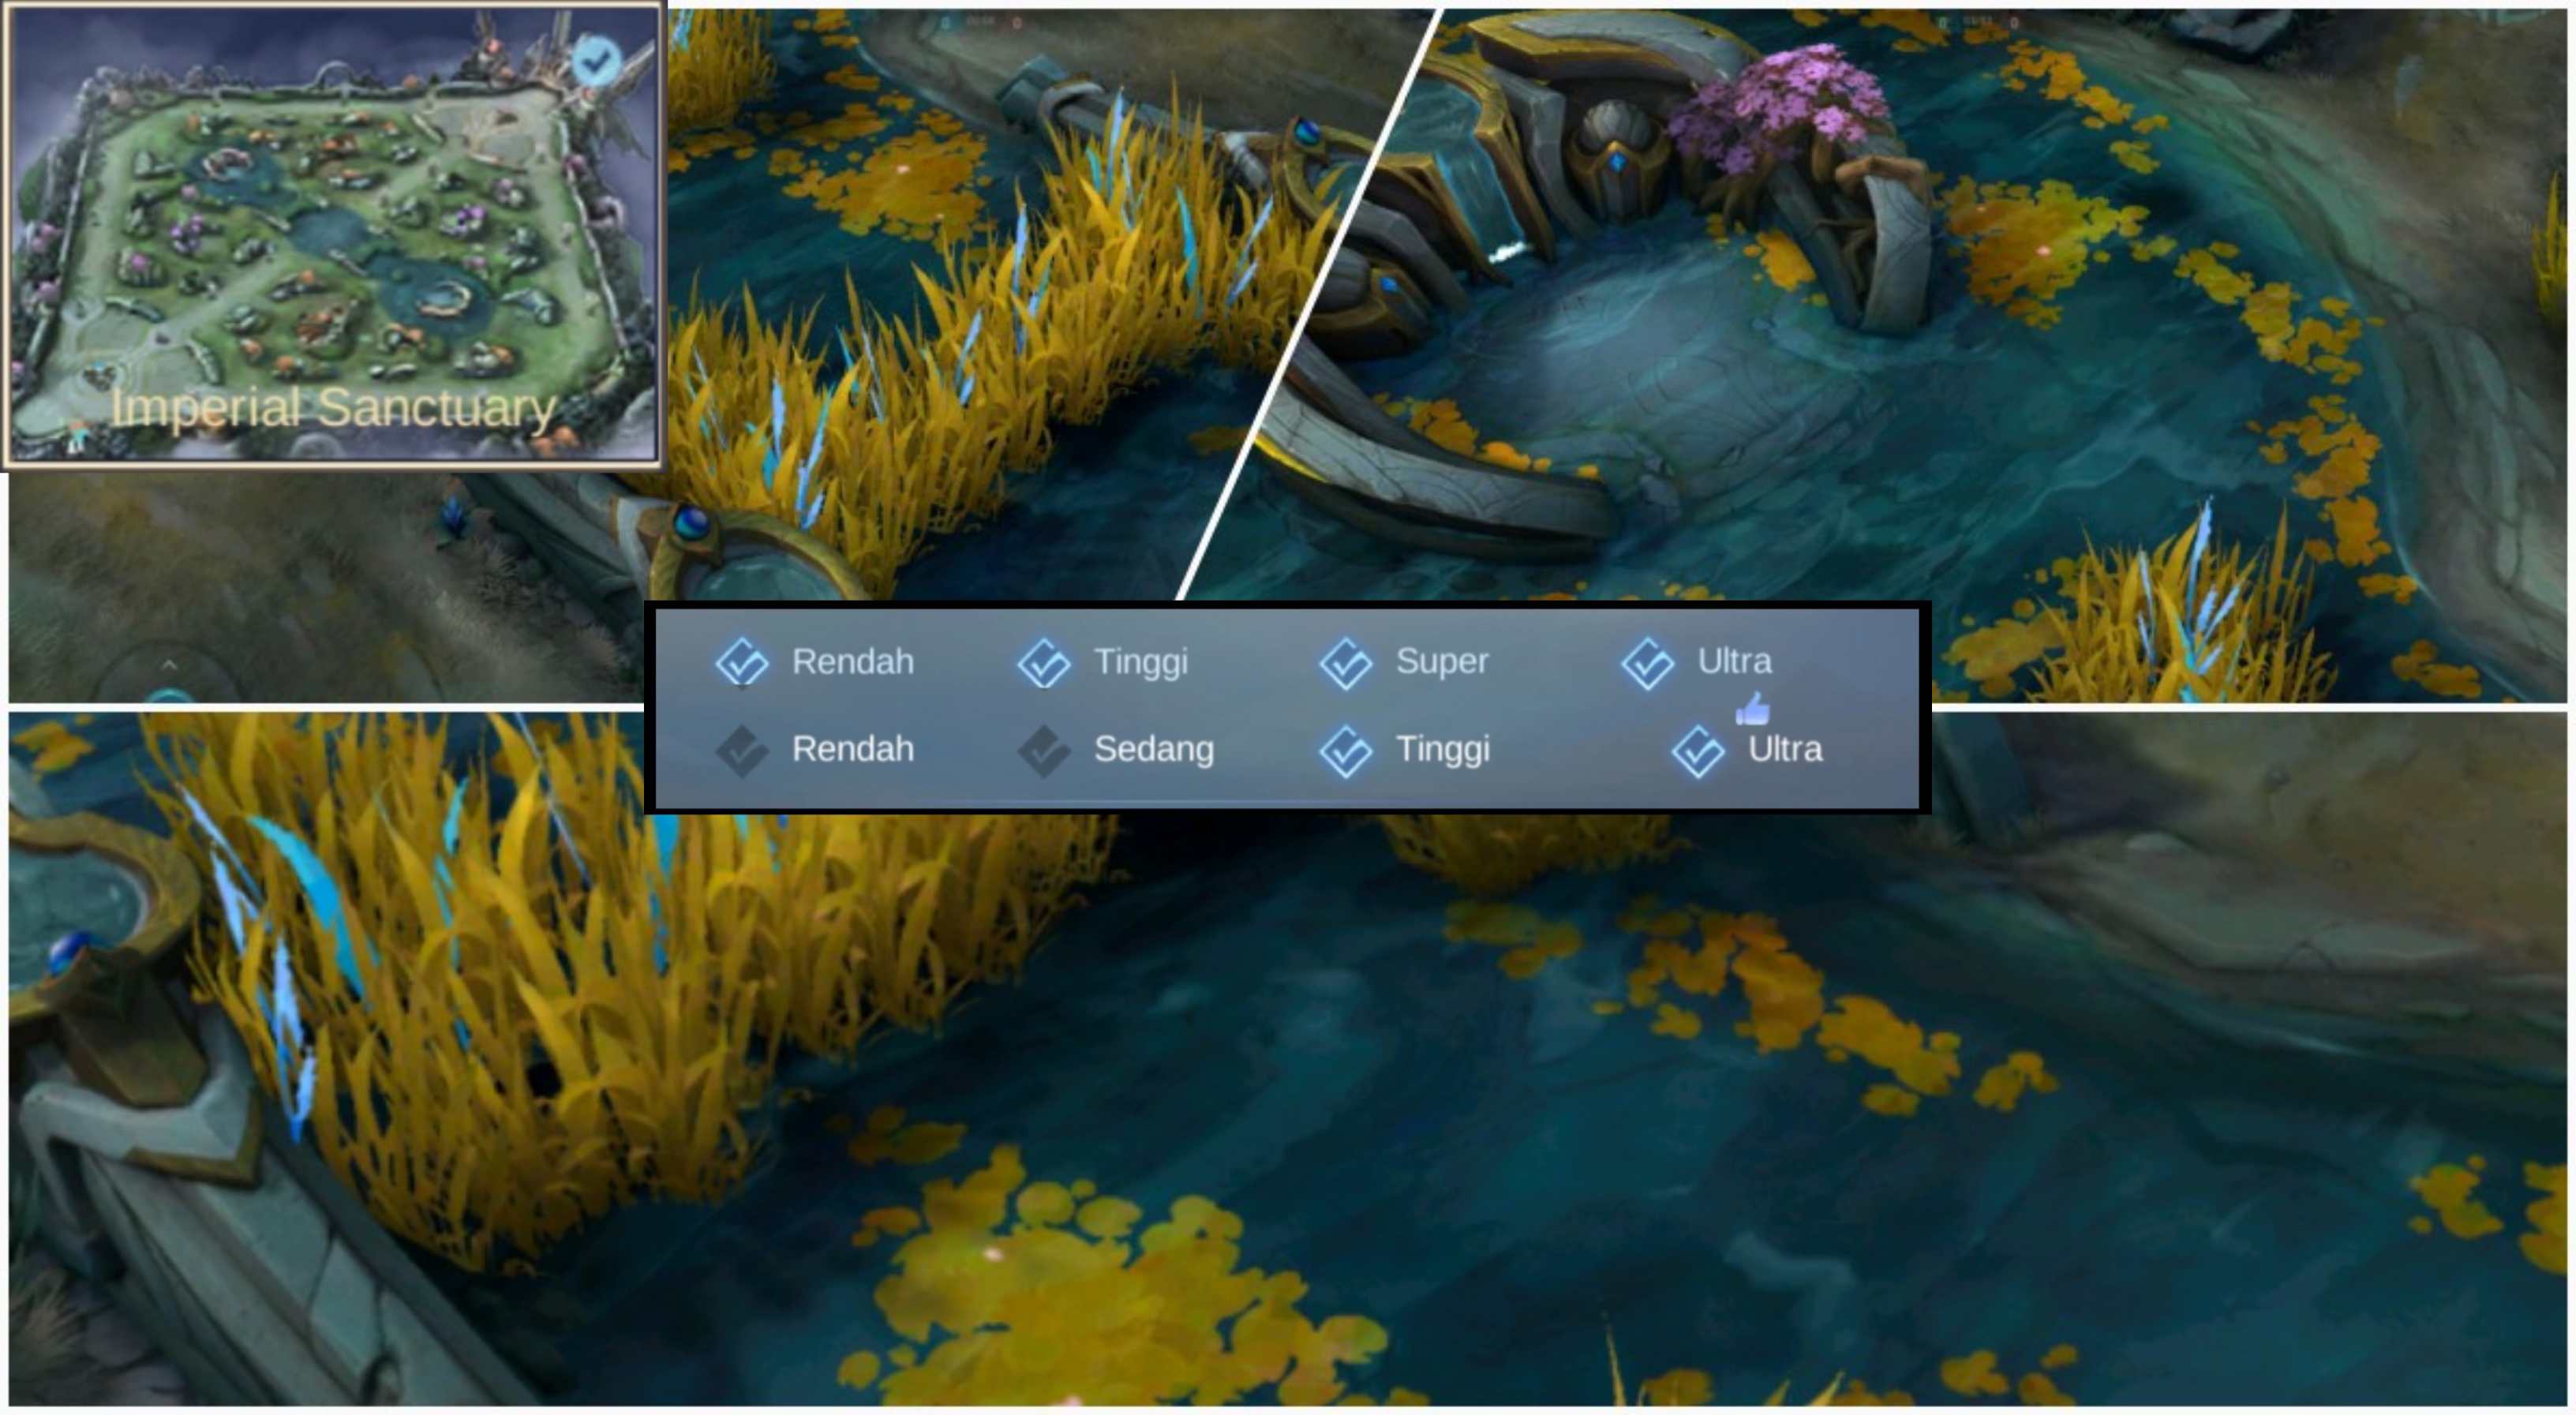 Imperial Sanctuary
Rendah Tinggi Super Ultra
Rendah Sedang Tinggi Ultra